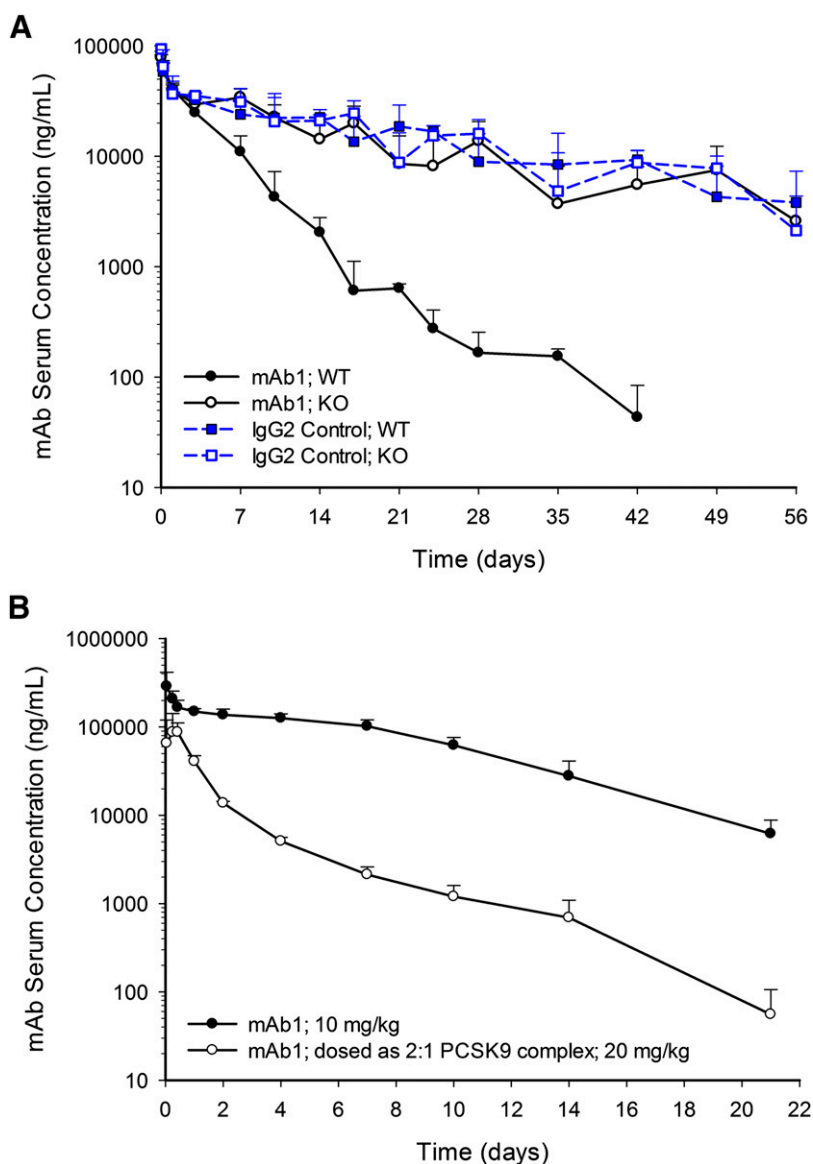 A
mAb Serum Concentration (ng/mL)
100000
10000
1000
100
10
mAb1; WT
mAb1; KO
IgG2 Control; WT
IgG2 Control; KO
0 7 14 21 28 35 42 49 56
Time (days)
B
mAb Serum Concentration (ng/mL)
1000000
100000
10000
1000
100
10
mAb1; 10 mg/kg
mAb1; dosed as 2:1 PCSK9 complex; 20 mg/kg
0 2 4 6 8 10 12 14 16 18 20 22
Time (days)